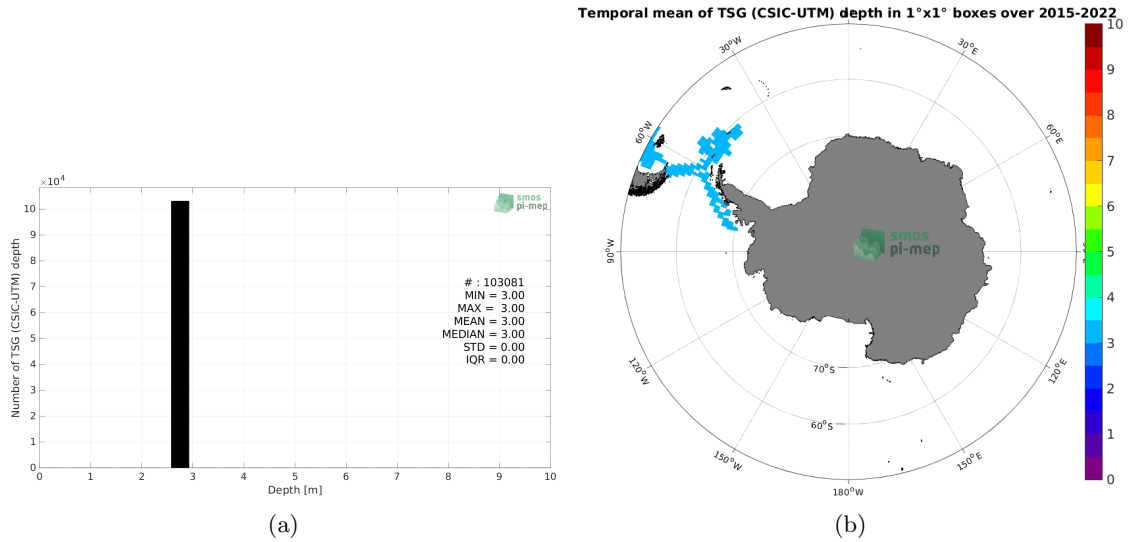 Temporal mean of TSG (CSIC-UTM) depth in 1°x1° boxes over 2015-2022
×10⁴
10
9
8
7
6
5
4
3
2
1
0
Number of TSG (CSIC-UTM) depth
smos
pi-mep
# : 103081
MIN = 3.00
MAX = 3.00
MEAN = 3.00
MEDIAN = 3.00
STD = 0.00
IQR = 0.00
0 1 2 3 4 5 6 7 8 9 10
Depth [m]
(a)
30°W
30°E
60°W
60°E
90°W
smos
pi-mep
120°W
120°E
70°S
60°S
150°W
150°E
180°W
10
9
8
7
6
5
4
3
2
1
0
(b)